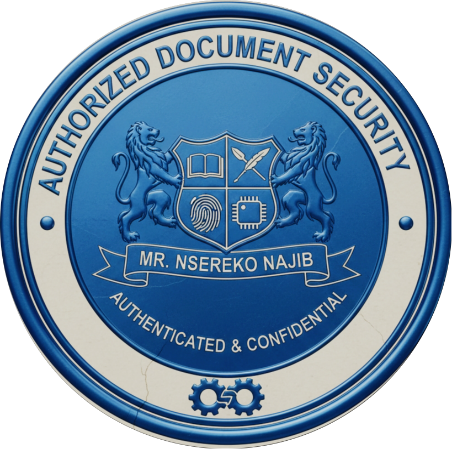 AUTHORIZED DOCUMENT SECURITY
MR. NSEREKO NAJIB
AUTHENTICATED & CONFIDENTIAL